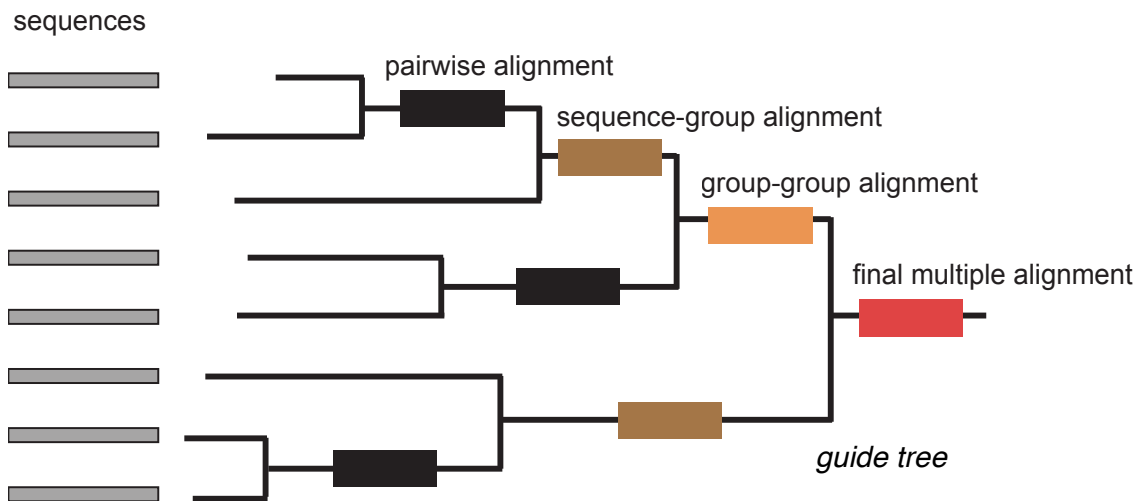 sequences
pairwise alignment
sequence-group alignment
group-group alignment
final multiple alignment
guide tree